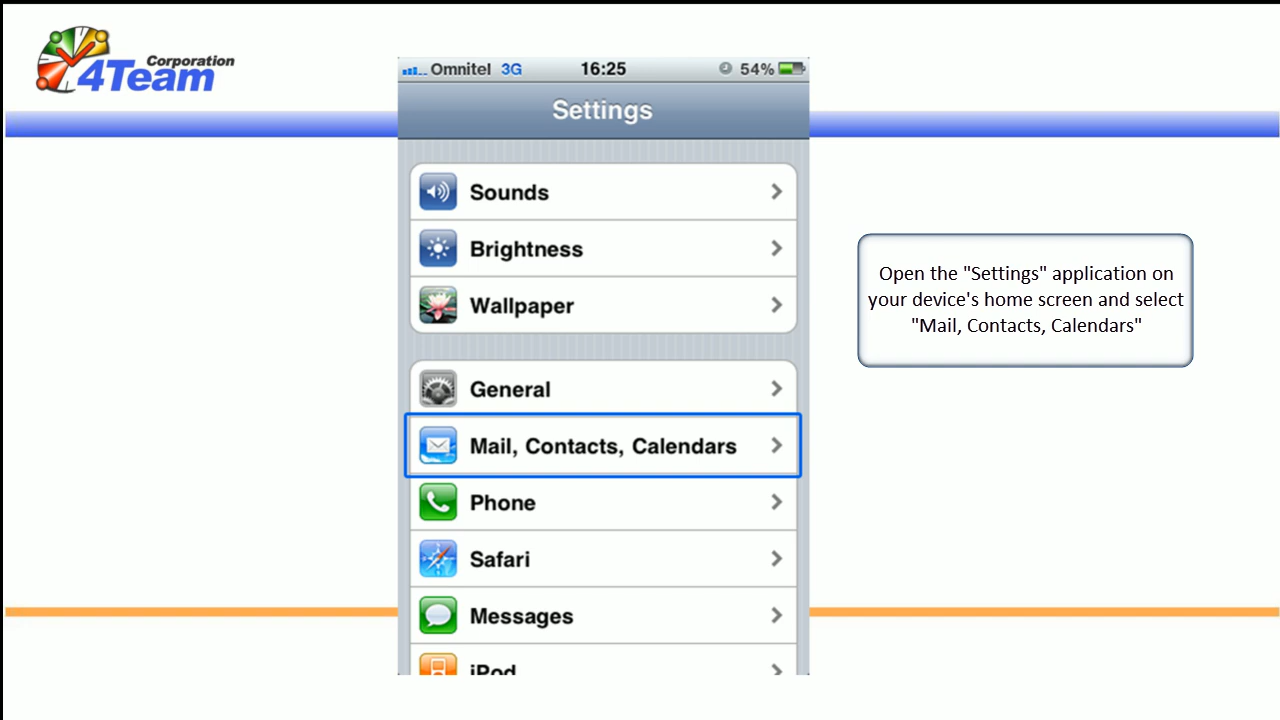 Corporation
4Team
Omnitel 3G 16:25 54%
Settings
Sounds
Brightness
Wallpaper
General
Mail, Contacts, Calendars
Phone
Safari
Messages
iPod
Open the "Settings" application on
your device's home screen and select
"Mail, Contacts, Calendars"